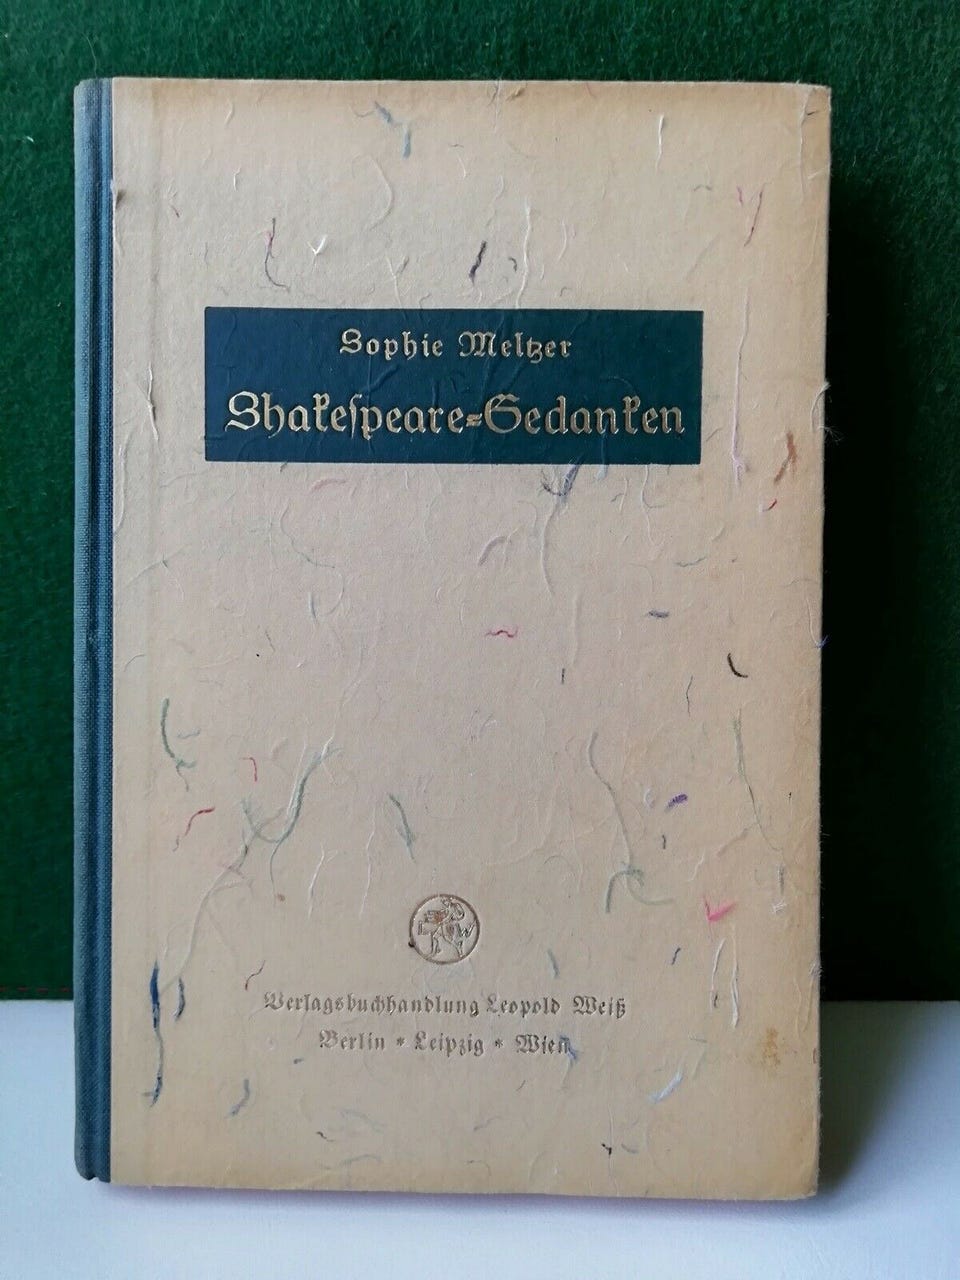 Sophie Meltzer
Shakeſpeare-Gedanken
L W
Verlagsbuchhandlung Leopold Weiß
Berlin * Leipzig * Wien